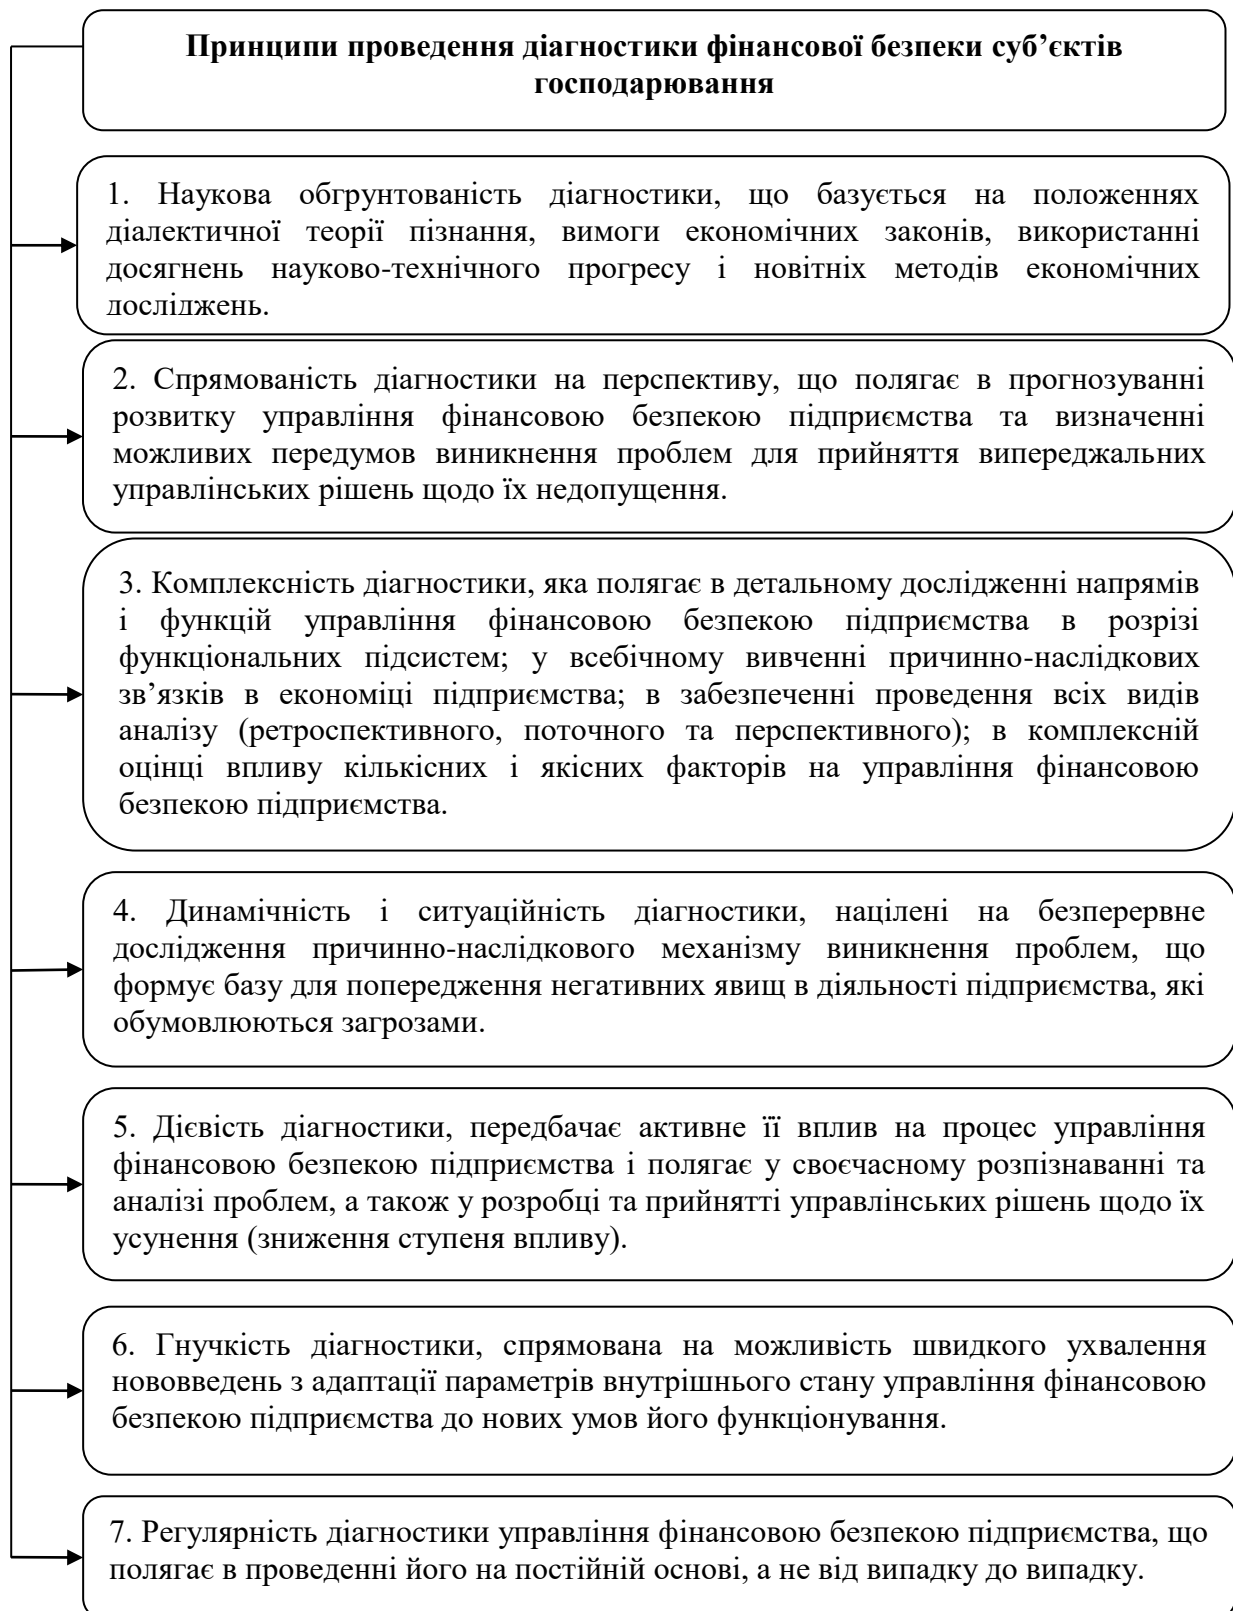 Принципи проведення діагностики фінансової безпеки суб’єктів
господарювання
1. Наукова обгрунтованість діагностики, що базується на положеннях
діалектичної теорії пізнання, вимоги економічних законів, використанні
досягнень науково-технічного прогресу і новітніх методів економічних
досліджень.
2. Спрямованість діагностики на перспективу, що полягає в прогнозуванні
розвитку управління фінансовою безпекою підприємства та визначенні
можливих передумов виникнення проблем для прийняття випереджальних
управлінських рішень щодо їх недопущення.
3. Комплексність діагностики, яка полягає в детальному дослідженні напрямів
і функцій управління фінансовою безпекою підприємства в розрізі
функціональних підсистем; у всебічному вивченні причинно-наслідкових
зв’язків в економіці підприємства; в забезпеченні проведення всіх видів
аналізу (ретроспективного, поточного та перспективного); в комплексній
оцінці впливу кількісних і якісних факторів на управління фінансовою
безпекою підприємства.
4. Динамічність і ситуаційність діагностики, націлені на безперервне
дослідження причинно-наслідкового механізму виникнення проблем, що
формує базу для попередження негативних явищ в діяльності підприємства, які
обумовлюються загрозами.
5. Дієвість діагностики, передбачає активне її вплив на процес управління
фінансовою безпекою підприємства і полягає у своєчасному розпізнаванні та
аналізі проблем, а також у розробці та прийнятті управлінських рішень щодо їх
усунення (зниження ступеня впливу).
6. Гнучкість діагностики, спрямована на можливість швидкого ухвалення
нововведень з адаптації параметрів внутрішнього стану управління фінансовою
безпекою підприємства до нових умов його функціонування.
7. Регулярність діагностики управління фінансовою безпекою підприємства, що
полягає в проведенні його на постійній основі, а не від випадку до випадку.